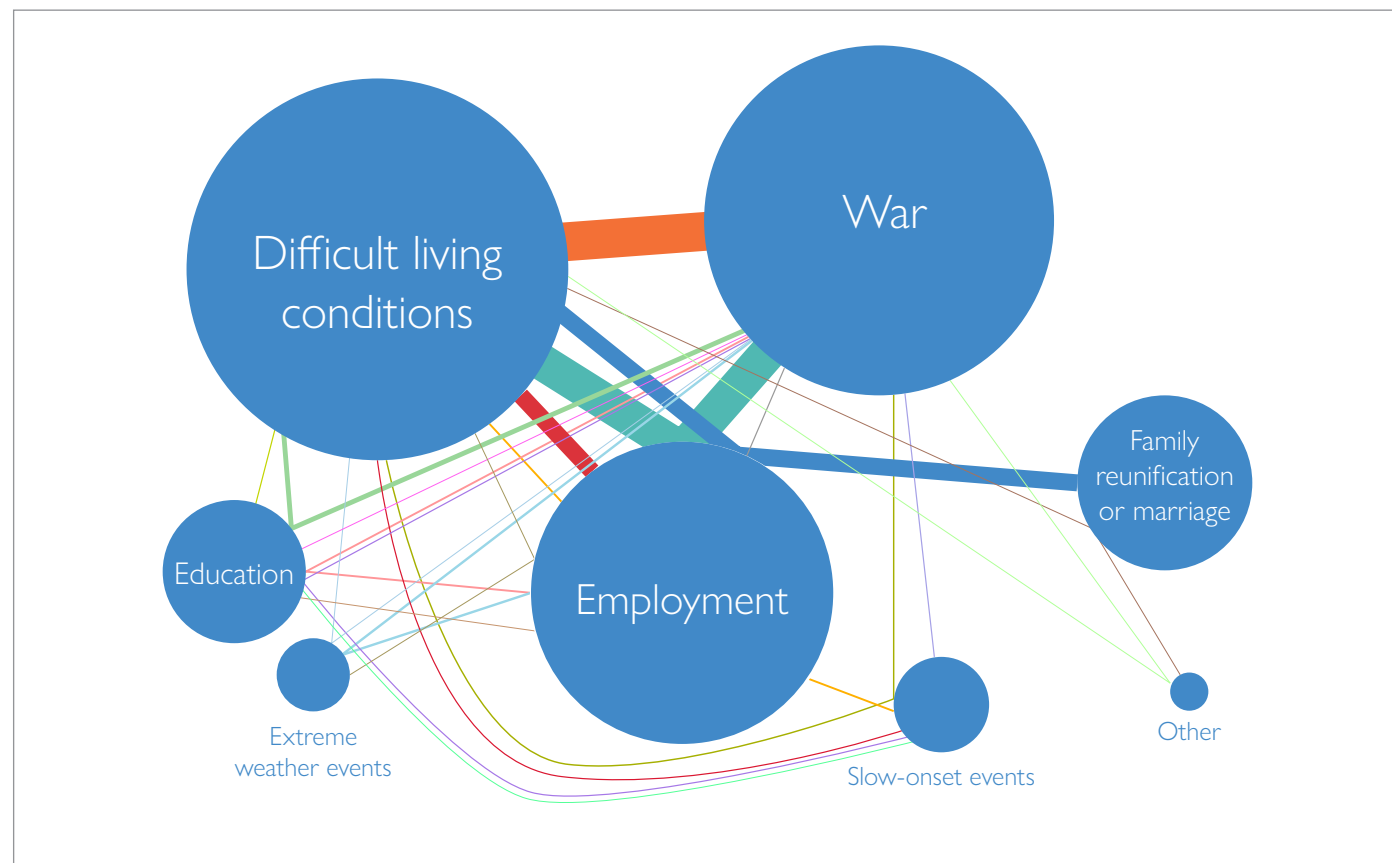 War
Difficult living
conditions
Family
reunification
or marriage
Education
Employment
Extreme
weather events
Slow-onset events
Other